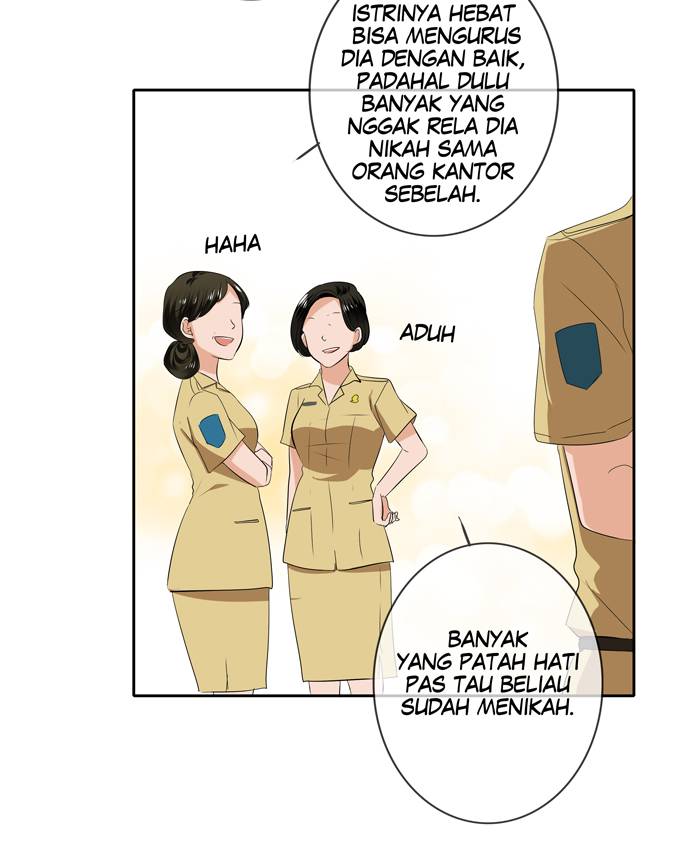 ISTRINYA HEBAT
BISA MENGURUS
DIA DENGAN BAIK,
PADAHAL DULU
BANYAK YANG
NGGAK RELA DIA
NIKAH SAMA
ORANG KANTOR
SEBELAH.
HAHA
ADUH
BANYAK
YANG PATAH HATI
PAS TAU BELIAU
SUDAH MENIKAH.